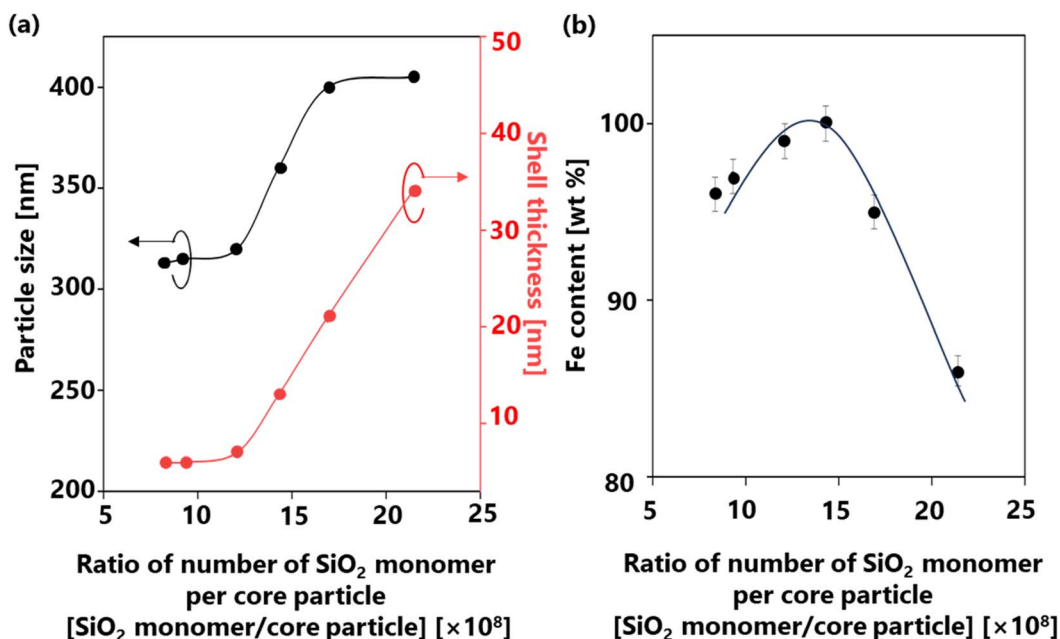 (a)
50
400
40
350
30
300
20
250
10
200
5
10
15
20
25
Particle size [nm]
Shell thickness [nm]
Ratio of number of SiO₂ monomer
per core particle
[SiO₂ monomer/core particle] [×10⁸]
(b)
100
90
80
5
10
15
20
25
Fe content [wt %]
Ratio of number of SiO₂ monomer
per core particle
[SiO₂ monomer/core particle] [×10⁸]